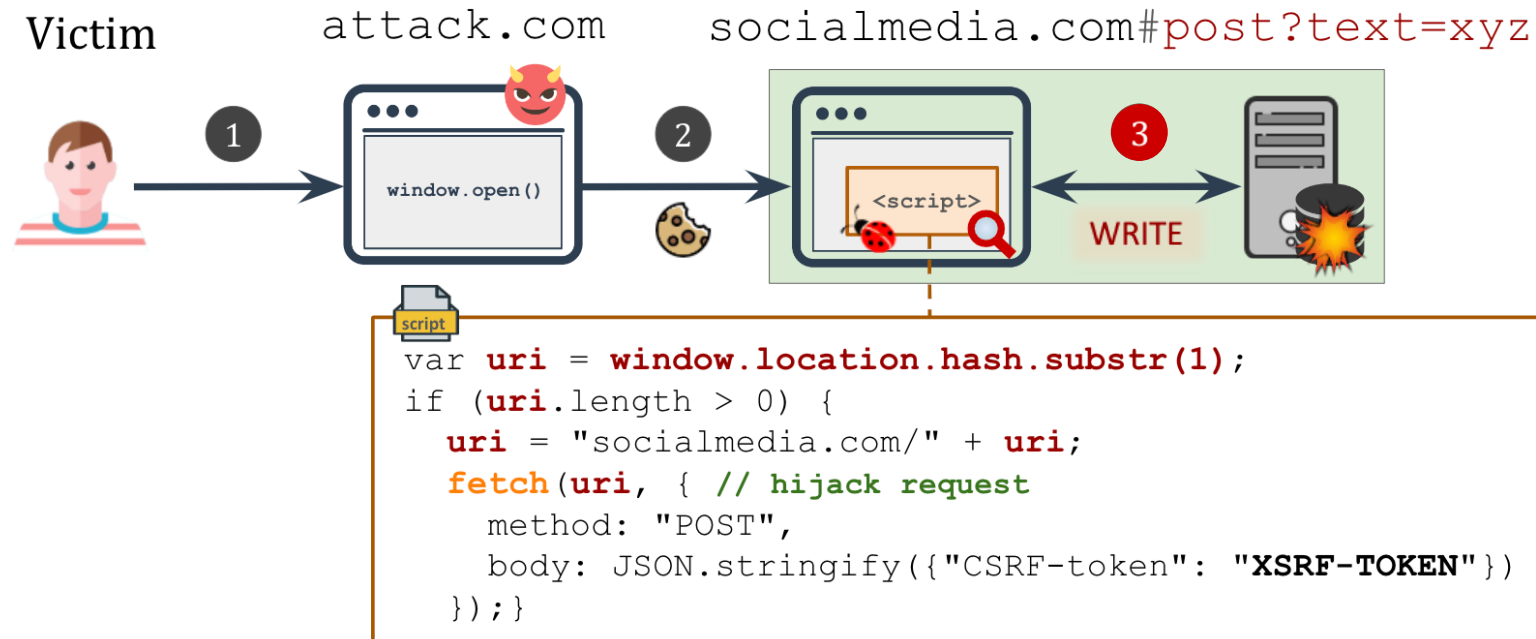 Victim
attack.com
socialmedia.com#post?text=xyz
1
2
3
window.open()
<script>
WRITE
script
var uri = window.location.hash.substr(1);
if (uri.length > 0) {
uri = "socialmedia.com/" + uri;
fetch(uri, { // hijack request
method: "POST",
body: JSON.stringify({"CSRF-token": "XSRF-TOKEN"})
});}